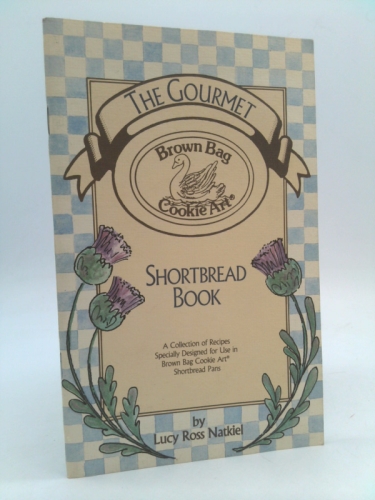 THE GOURMET
Brown Bag
Cookie Art®
SHORTBREAD
BOOK
A Collection of Recipes
Specially Designed for Use in
Brown Bag Cookie Art®
Shortbread Pans
by
Lucy Ross Natkiel